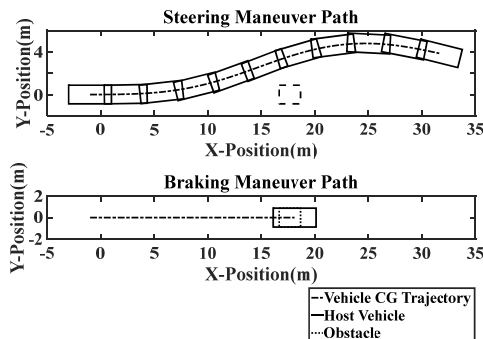 Steering Maneuver Path
Y-Position(m)
4
0
-5 0 5 10 15 20 25 30 35
X-Position(m)
Braking Maneuver Path
Y-Position(m)
2
0
-2
-5 0 5 10 15 20 25 30 35
X-Position(m)
Vehicle CG Trajectory
Host Vehicle
Obstacle